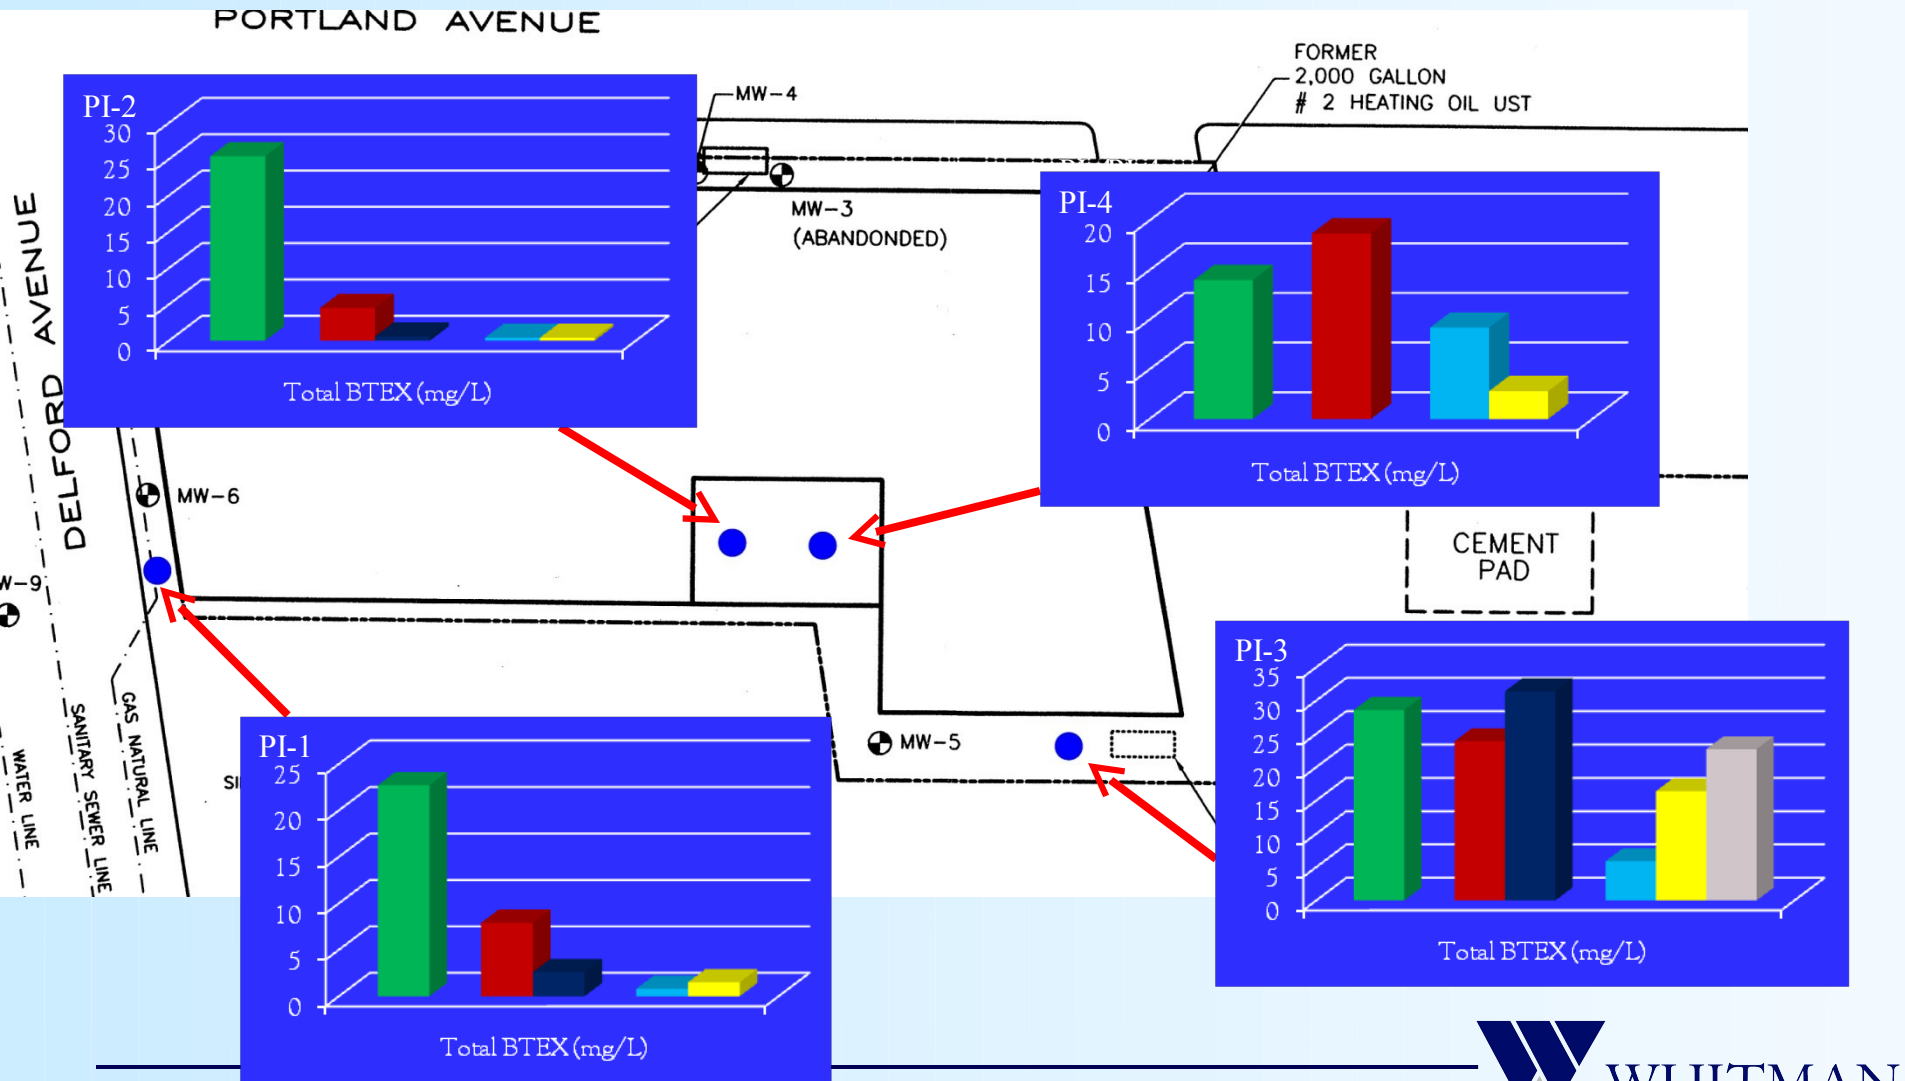 PORTLAND AVENUE
FORMER
2,000 GALLON
# 2 HEATING OIL UST
MW-4
PI-2
30
25
20
15
10
5
0
Total BTEX (mg/L)
MW-3
(ABANDONDED)
PI-4
20
15
10
5
0
Total BTEX (mg/L)
DELFORD AVENUE
MW-6
W-9
CEMENT
PAD
GAS NATURAL LINE
SANITARY SEWER LINE
WATER LINE
MW-5
PI-3
35
30
25
20
15
10
5
0
Total BTEX (mg/L)
PI-1
25
20
15
10
5
0
Total BTEX (mg/L)
WHITMAN